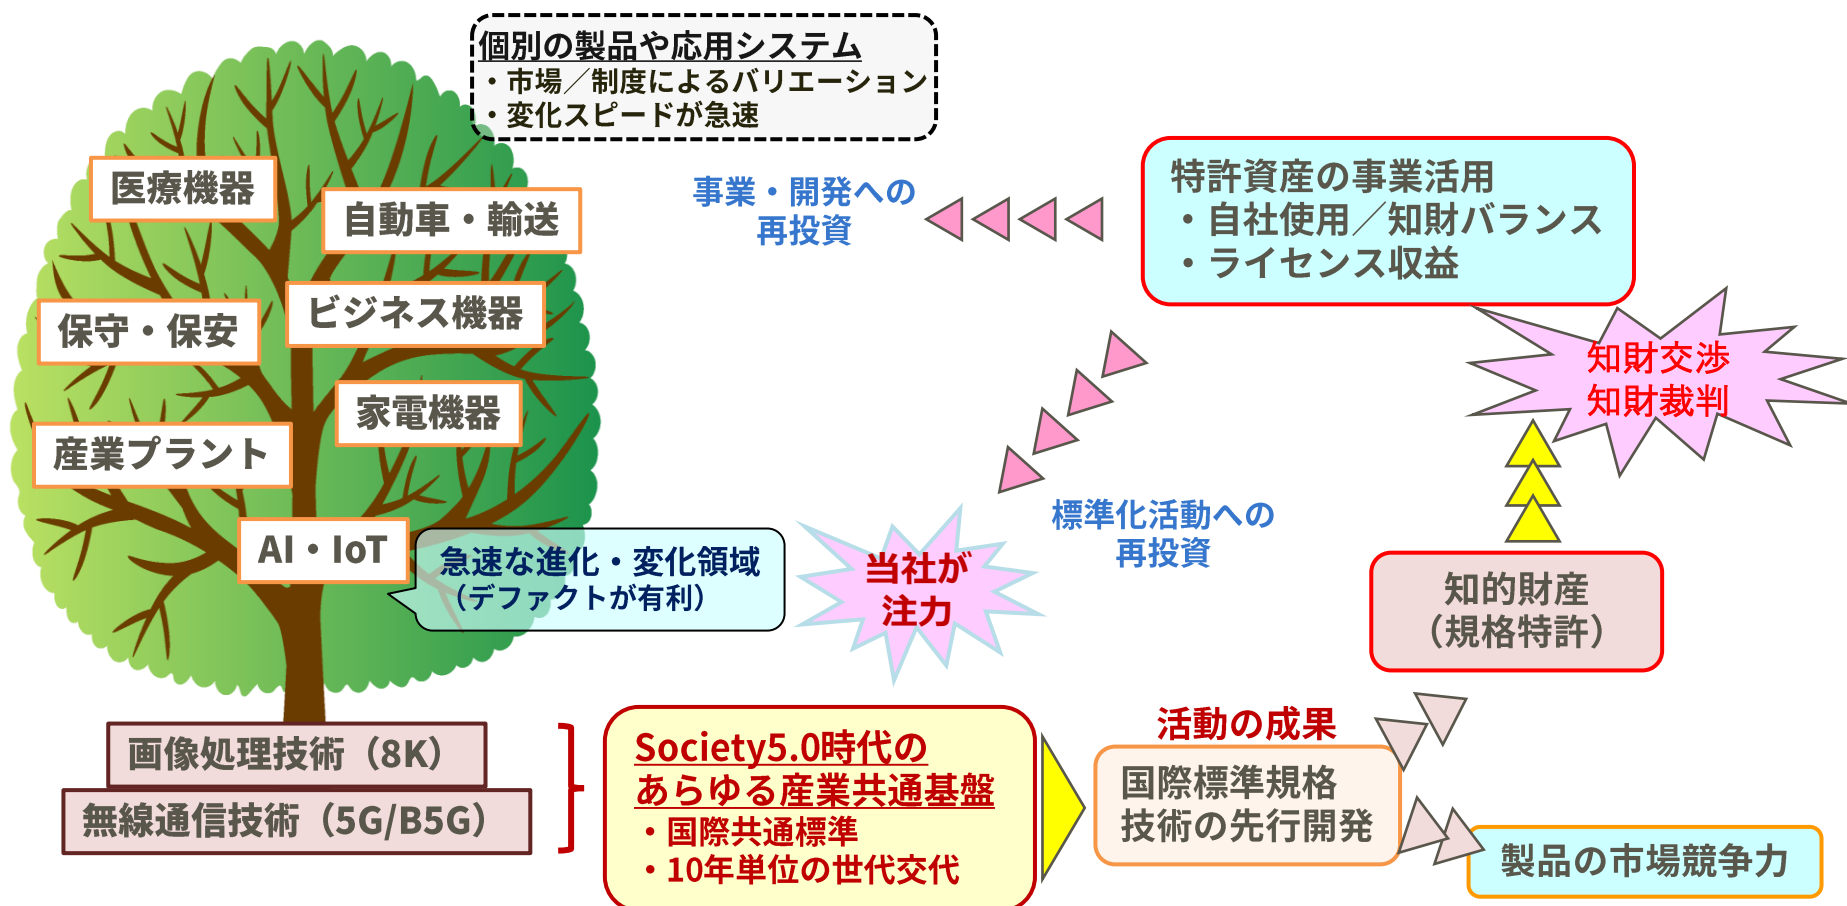 個別の製品や応用システム
・市場／制度によるバリエーション
・変化スピードが急速
医療機器
自動車・輸送
保守・保安
ビジネス機器
家電機器
産業プラント
AI・IoT
急速な進化・変化領域
（デファクトが有利）
当社が
注力
事業・開発への
再投資
特許資産の事業活用
・自社使用／知財バランス
・ライセンス収益
知財交渉
知財裁判
標準化活動への
再投資
知的財産
（規格特許）
画像処理技術（8K）
無線通信技術（5G/B5G）
Society5.0時代の
あらゆる産業共通基盤
・国際共通標準
・10年単位の世代交代
活動の成果
国際標準規格
技術の先行開発
製品の市場競争力